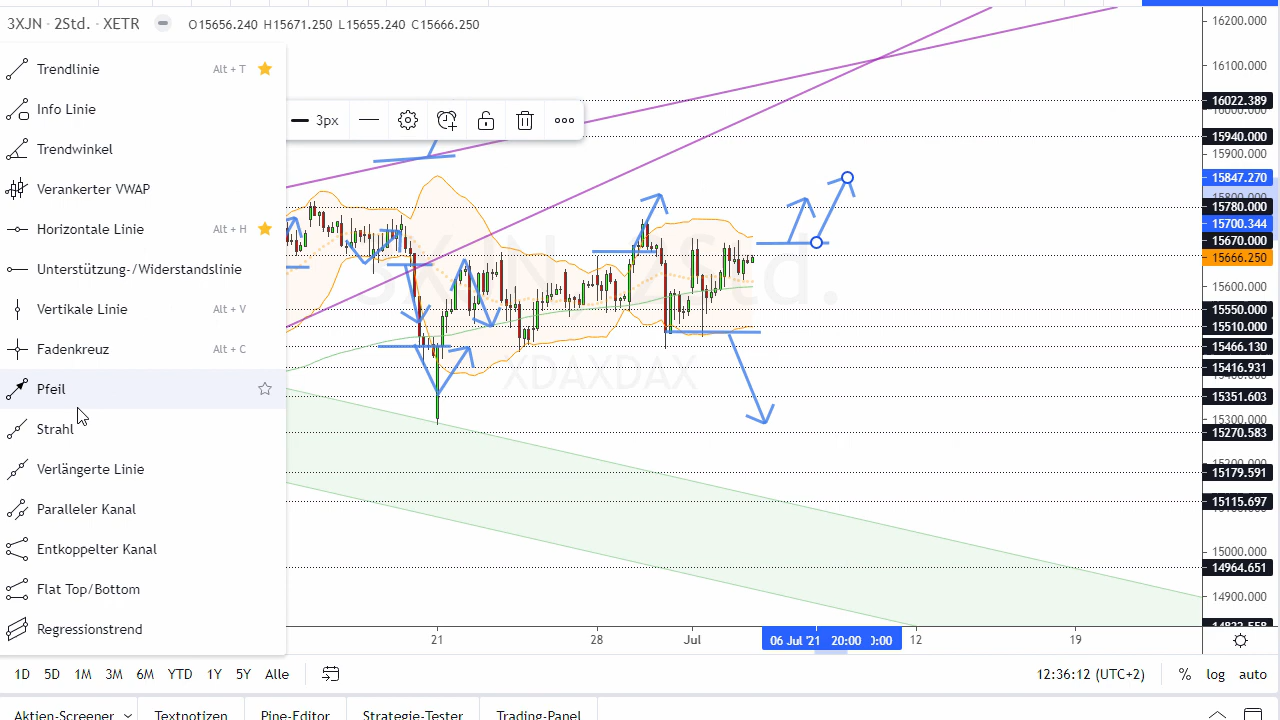 3XJN · 2Std. · XETR O15656.240 H15671.250 L15655.240 C15666.250
Trendlinie Alt + T
Info Linie
Trendwinkel
Verankerter VWAP
Horizontale Linie Alt + H
Unterstützung-/Widerstandslinie
Vertikale Linie Alt + V
Fadenkreuz Alt + C
Pfeil
Strahl
Verlängerte Linie
Paralleler Kanal
Entkoppelter Kanal
Flat Top/Bottom
Regressionstrend
3px
16200.000
16100.000
16022.389
15940.000
15900.000
15847.270
15780.000
15700.344
15670.000
15666.250
15600.000
15550.000
15510.000
15466.130
15416.931
15351.603
15300.000
15270.583
15179.591
15115.697
15000.000
14964.651
14900.000
21 28 Jul 06 Jul '21 20:00 12 19
1D 5D 1M 3M 6M YTD 1Y 5Y Alle 12:36:12 (UTC+2) % log auto
Aktien-Screener Textnotizen Pine-Editor Strategie-Tester Trading-Panel